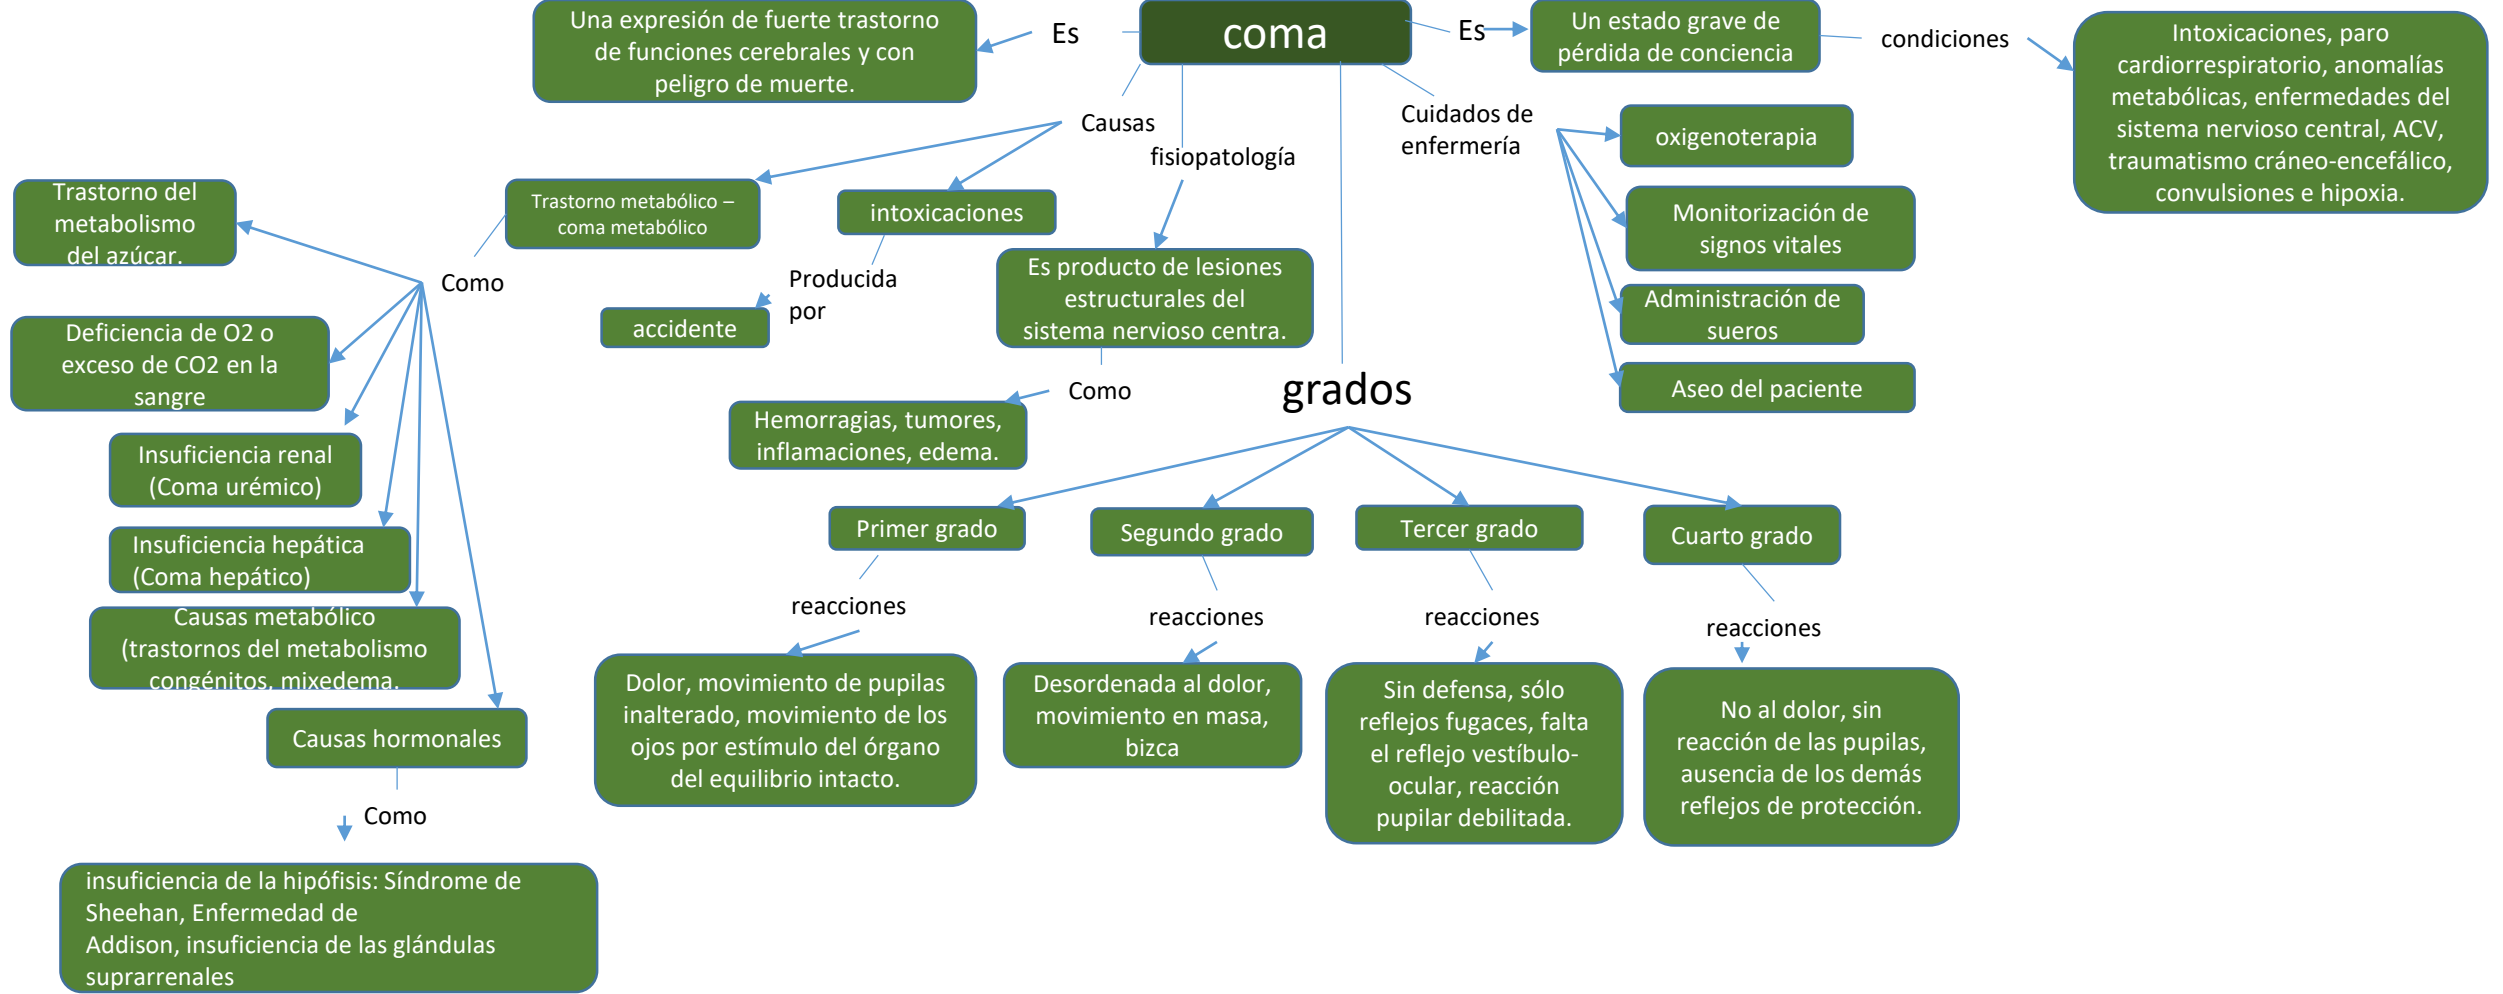 coma
Es
Una expresión de fuerte trastorno
de funciones cerebrales y con
peligro de muerte.
Es
Un estado grave de
pérdida de conciencia
condiciones
Intoxicaciones, paro
cardiorrespiratorio, anomalías
metabólicas, enfermedades del
sistema nervioso central, ACV,
traumatismo cráneo-encefálico,
convulsiones e hipoxia.
Causas
Trastorno metabólico –
coma metabólico
Como
Trastorno del
metabolismo
del azúcar.
Deficiencia de O2 o
exceso de CO2 en la
sangre
Insuficiencia renal
(Coma urémico)
Insuficiencia hepática
(Coma hepático)
Causas metabólico
(trastornos del metabolismo
congénitos, mixedema.
Causas hormonales
Como
insuficiencia de la hipófisis: Síndrome de
Sheehan, Enfermedad de
Addison, insuficiencia de las glándulas
suprarrenales
intoxicaciones
Producida
por
accidente
fisiopatología
Es producto de lesiones
estructurales del
sistema nervioso centra.
Como
Hemorragias, tumores,
inflamaciones, edema.
Cuidados de
enfermería
oxigenoterapia
Monitorización de
signos vitales
Administración de
sueros
Aseo del paciente
grados
Primer grado
reacciones
Dolor, movimiento de pupilas
inalterado, movimiento de los
ojos por estímulo del órgano
del equilibrio intacto.
Segundo grado
reacciones
Desordenada al dolor,
movimiento en masa,
bizca
Tercer grado
reacciones
Sin defensa, sólo
reflejos fugaces, falta
el reflejo vestíbulo-
ocular, reacción
pupilar debilitada.
Cuarto grado
reacciones
No al dolor, sin
reacción de las pupilas,
ausencia de los demás
reflejos de protección.